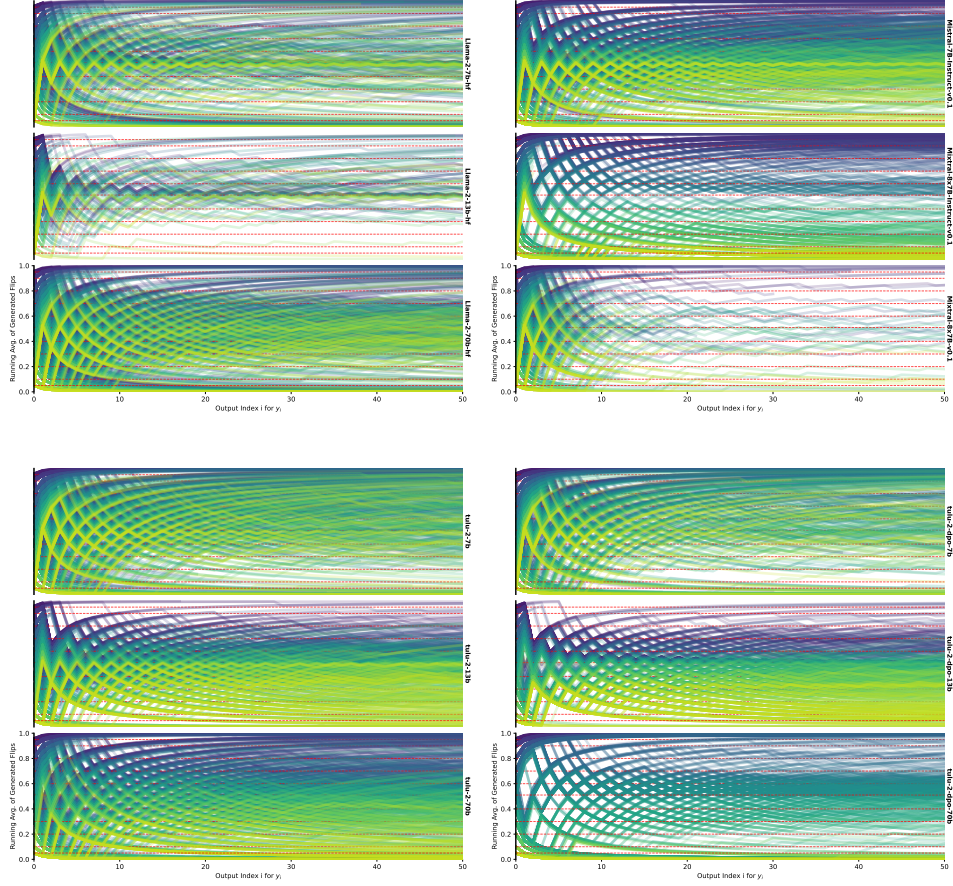 Llama-2-7b-hf
Llama-2-13b-hf
1.0
0.8
0.6
0.4
0.2
0.0
Running Avg. of Generated Flips
Llama-2-70b-hf
0
10
20
30
40
50
Output Index i for yᵢ
Mistral-7B-Instruct-v0.1
Mixtral-8x7B-Instruct-v0.1
1.0
0.8
0.6
0.4
0.2
0.0
Running Avg. of Generated Flips
Mixtral-8x7B-v0.1
0
10
20
30
40
50
Output Index i for yᵢ
tulu-2-7b
tulu-2-13b
1.0
0.8
0.6
0.4
0.2
0.0
Running Avg. of Generated Flips
tulu-2-70b
0
10
20
30
40
50
Output Index i for yᵢ
tulu-2-dpo-7b
tulu-2-dpo-13b
1.0
0.8
0.6
0.4
0.2
0.0
Running Avg. of Generated Flips
tulu-2-dpo-70b
0
10
20
30
40
50
Output Index i for yᵢ